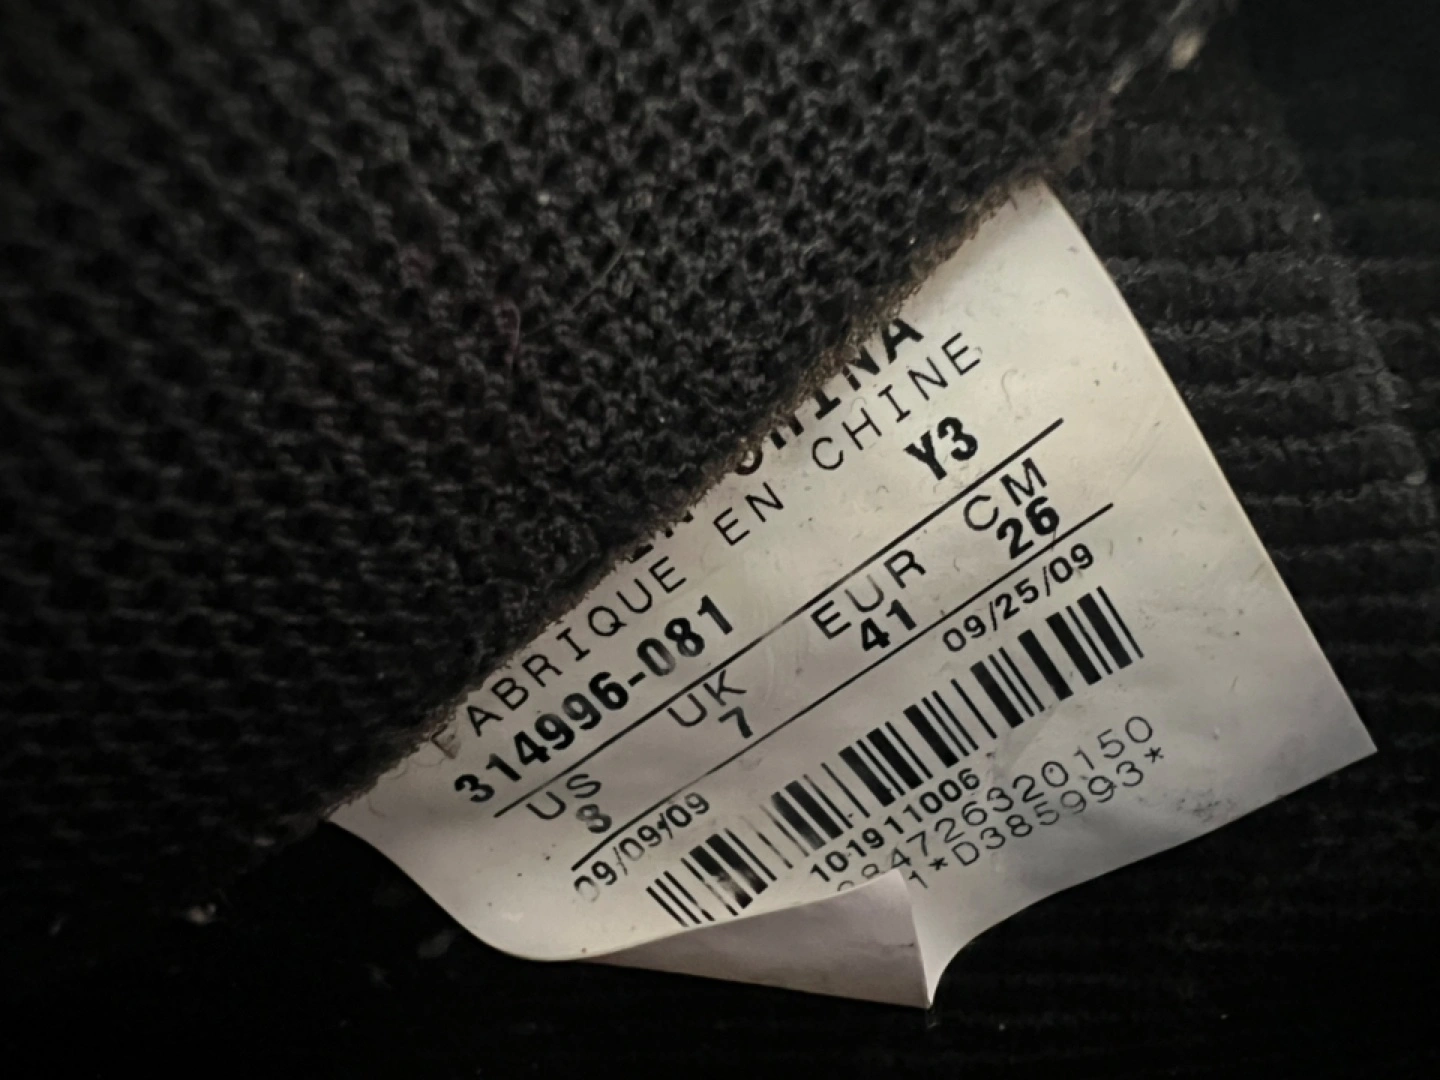 CHINA
FABRIQUE EN CHINE
314996-081 Y3
US UK EUR CM
8 7 41 26
09/09/09 09/25/09
101911006
1*D385993*